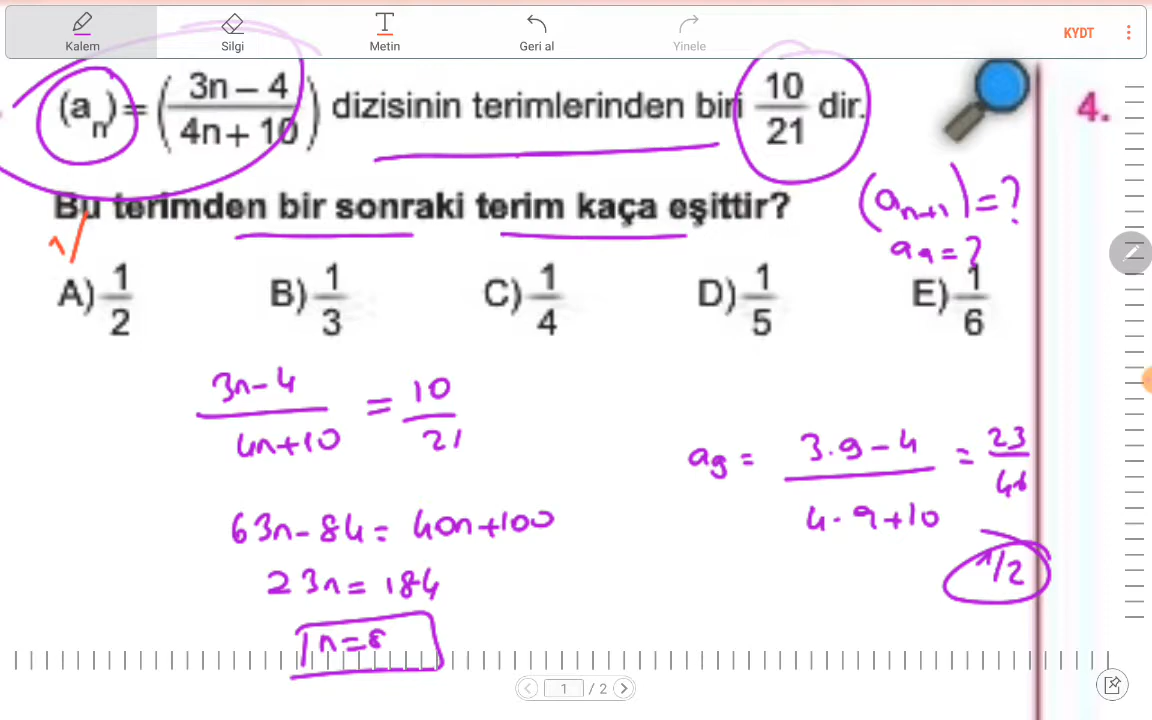 Kalem Silgi Metin Geri al Yinele KYDT
(a_n) = ( (3n – 4)/(4n + 10) ) dizisinin terimlerinden biri 10/21 dir.
4.
Bu terimden bir sonraki terim kaça eşittir?
(a_n+1) = ?
a_9 = ?
A) 1/2 B) 1/3 C) 1/4 D) 1/5 E) 1/6
(3n - 4)/(4n + 10) = 10/21
a_9 = (3.9 - 4)/(4.9 + 10) = 23/46
63n - 84 = 40n + 100
1/2
23n = 184
n = 8
1 / 2